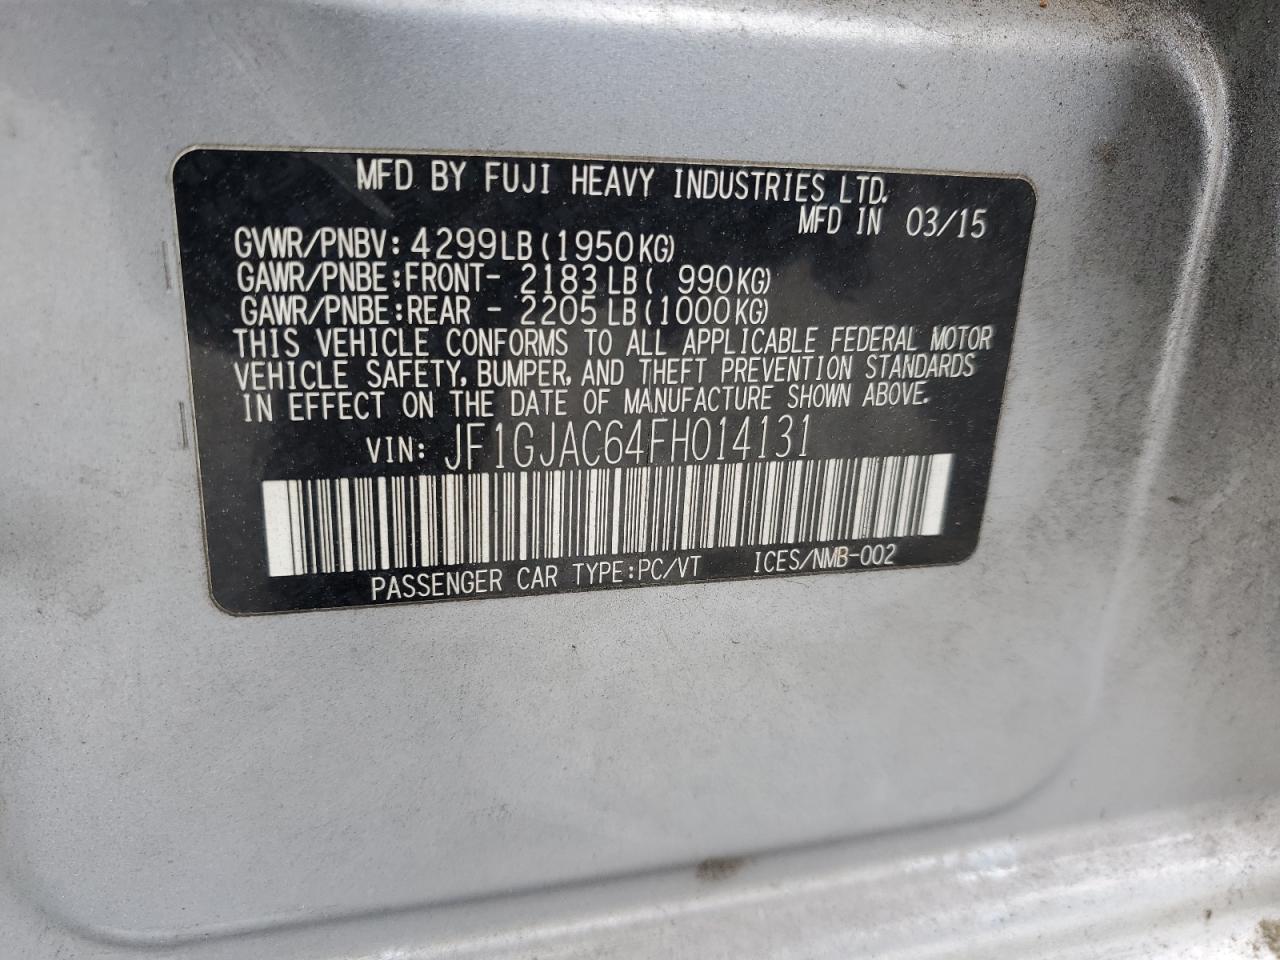 MFD BY FUJI HEAVY INDUSTRIES LTD.
MFD IN 03/15
GVWR/PNBV: 4299LB(1950KG)
GAWR/PNBE:FRONT- 2183LB( 990KG)
GAWR/PNBE:REAR - 2205LB(1000KG)
THIS VEHICLE CONFORMS TO ALL APPLICABLE FEDERAL MOTOR
VEHICLE SAFETY, BUMPER, AND THEFT PREVENTION STANDARDS
IN EFFECT ON THE DATE OF MANUFACTURE SHOWN ABOVE.
VIN: JF1GJAC64FH014131
PASSENGER CAR TYPE:PC/VT ICES/NMB-002